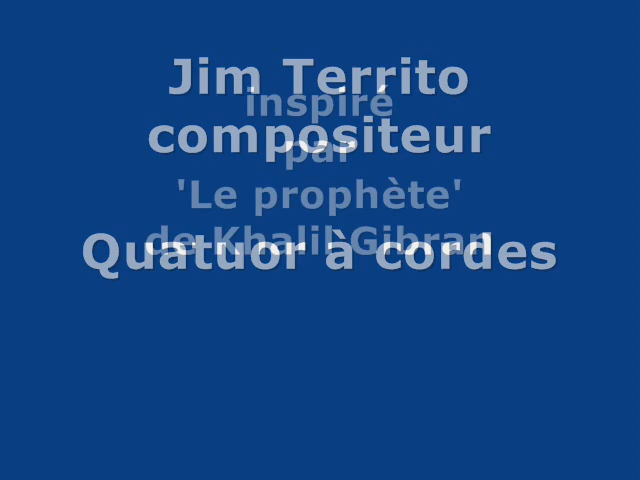 Jim Territo
inspiré
compositeur
par
'Le prophète'
de Khalil Gibran
Quatuor à cordes